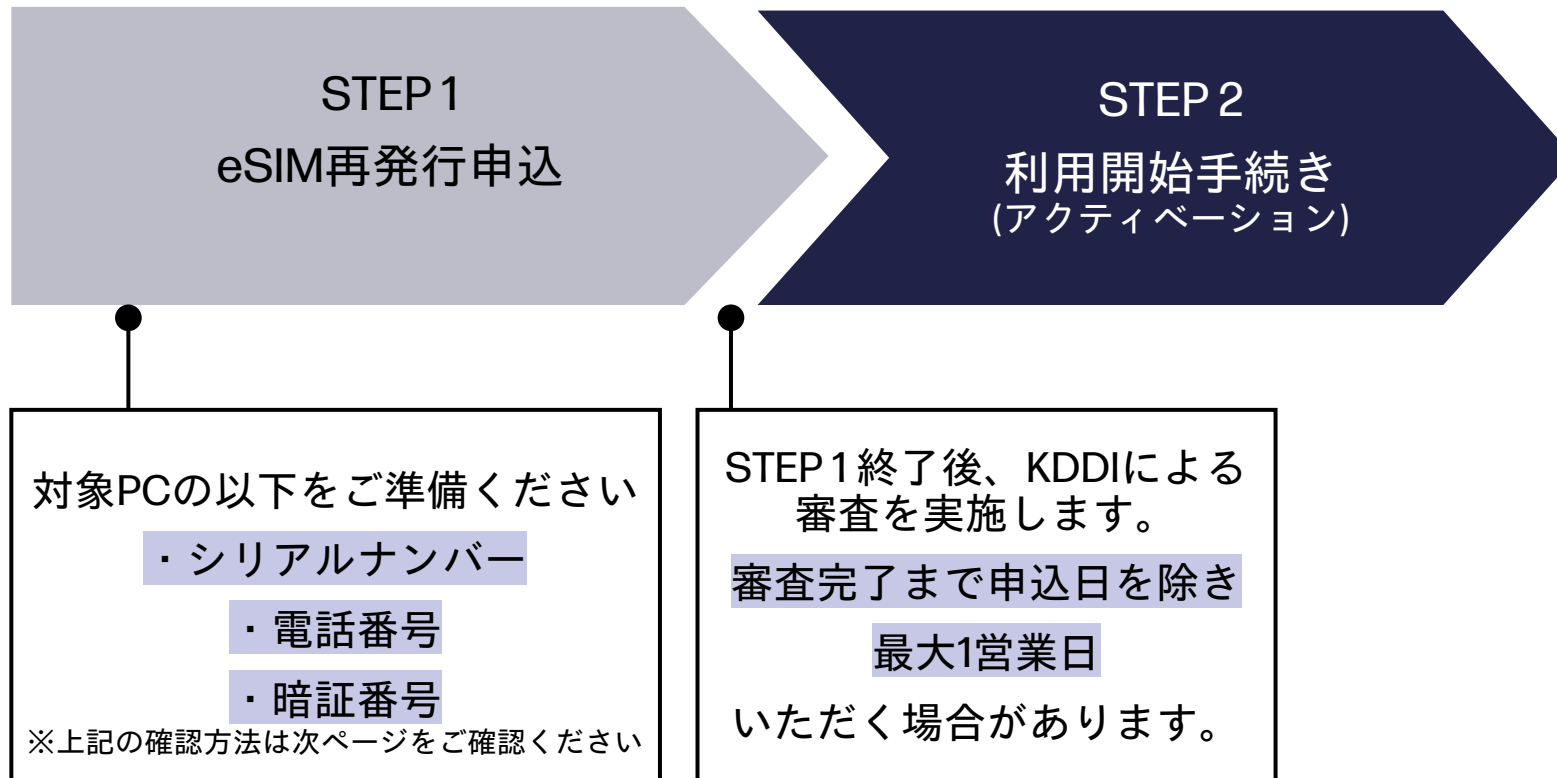 STEP 1
eSIM再発行申込
STEP 2
利用開始手続き
(アクティベーション)
対象PCの以下をご準備ください
・シリアルナンバー
・電話番号
・暗証番号
※上記の確認方法は次ページをご確認ください
STEP 1終了後、KDDIによる
審査を実施します。
審査完了まで申込日を除き
最大1営業日
いただく場合があります。